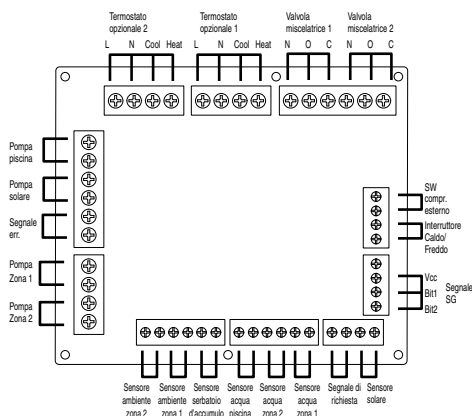 Termostato
opzionale 2
Termostato
opzionale 1
Valvola
miscelatrice 1
Valvola
miscelatrice 2
L N Cool Heat
L N Cool Heat
N O C
N O C
Pompa
piscina
Pompa
solare
Segnale
err.
Pompa
Zona 1
Pompa
Zona 2
SW
compr.
esterno
Interruttore
Caldo/
Freddo
Vcc
Bit1
Bit2
Segnale
SG
Sensore
ambiente
zona 2
Sensore
ambiente
zona 1
Sensore
serbatoio
d'accumulo
Sensore
acqua
piscina
Sensore
acqua
zona 2
Sensore
acqua
zona 1
Segnale di
richiesta
Sensore
solare